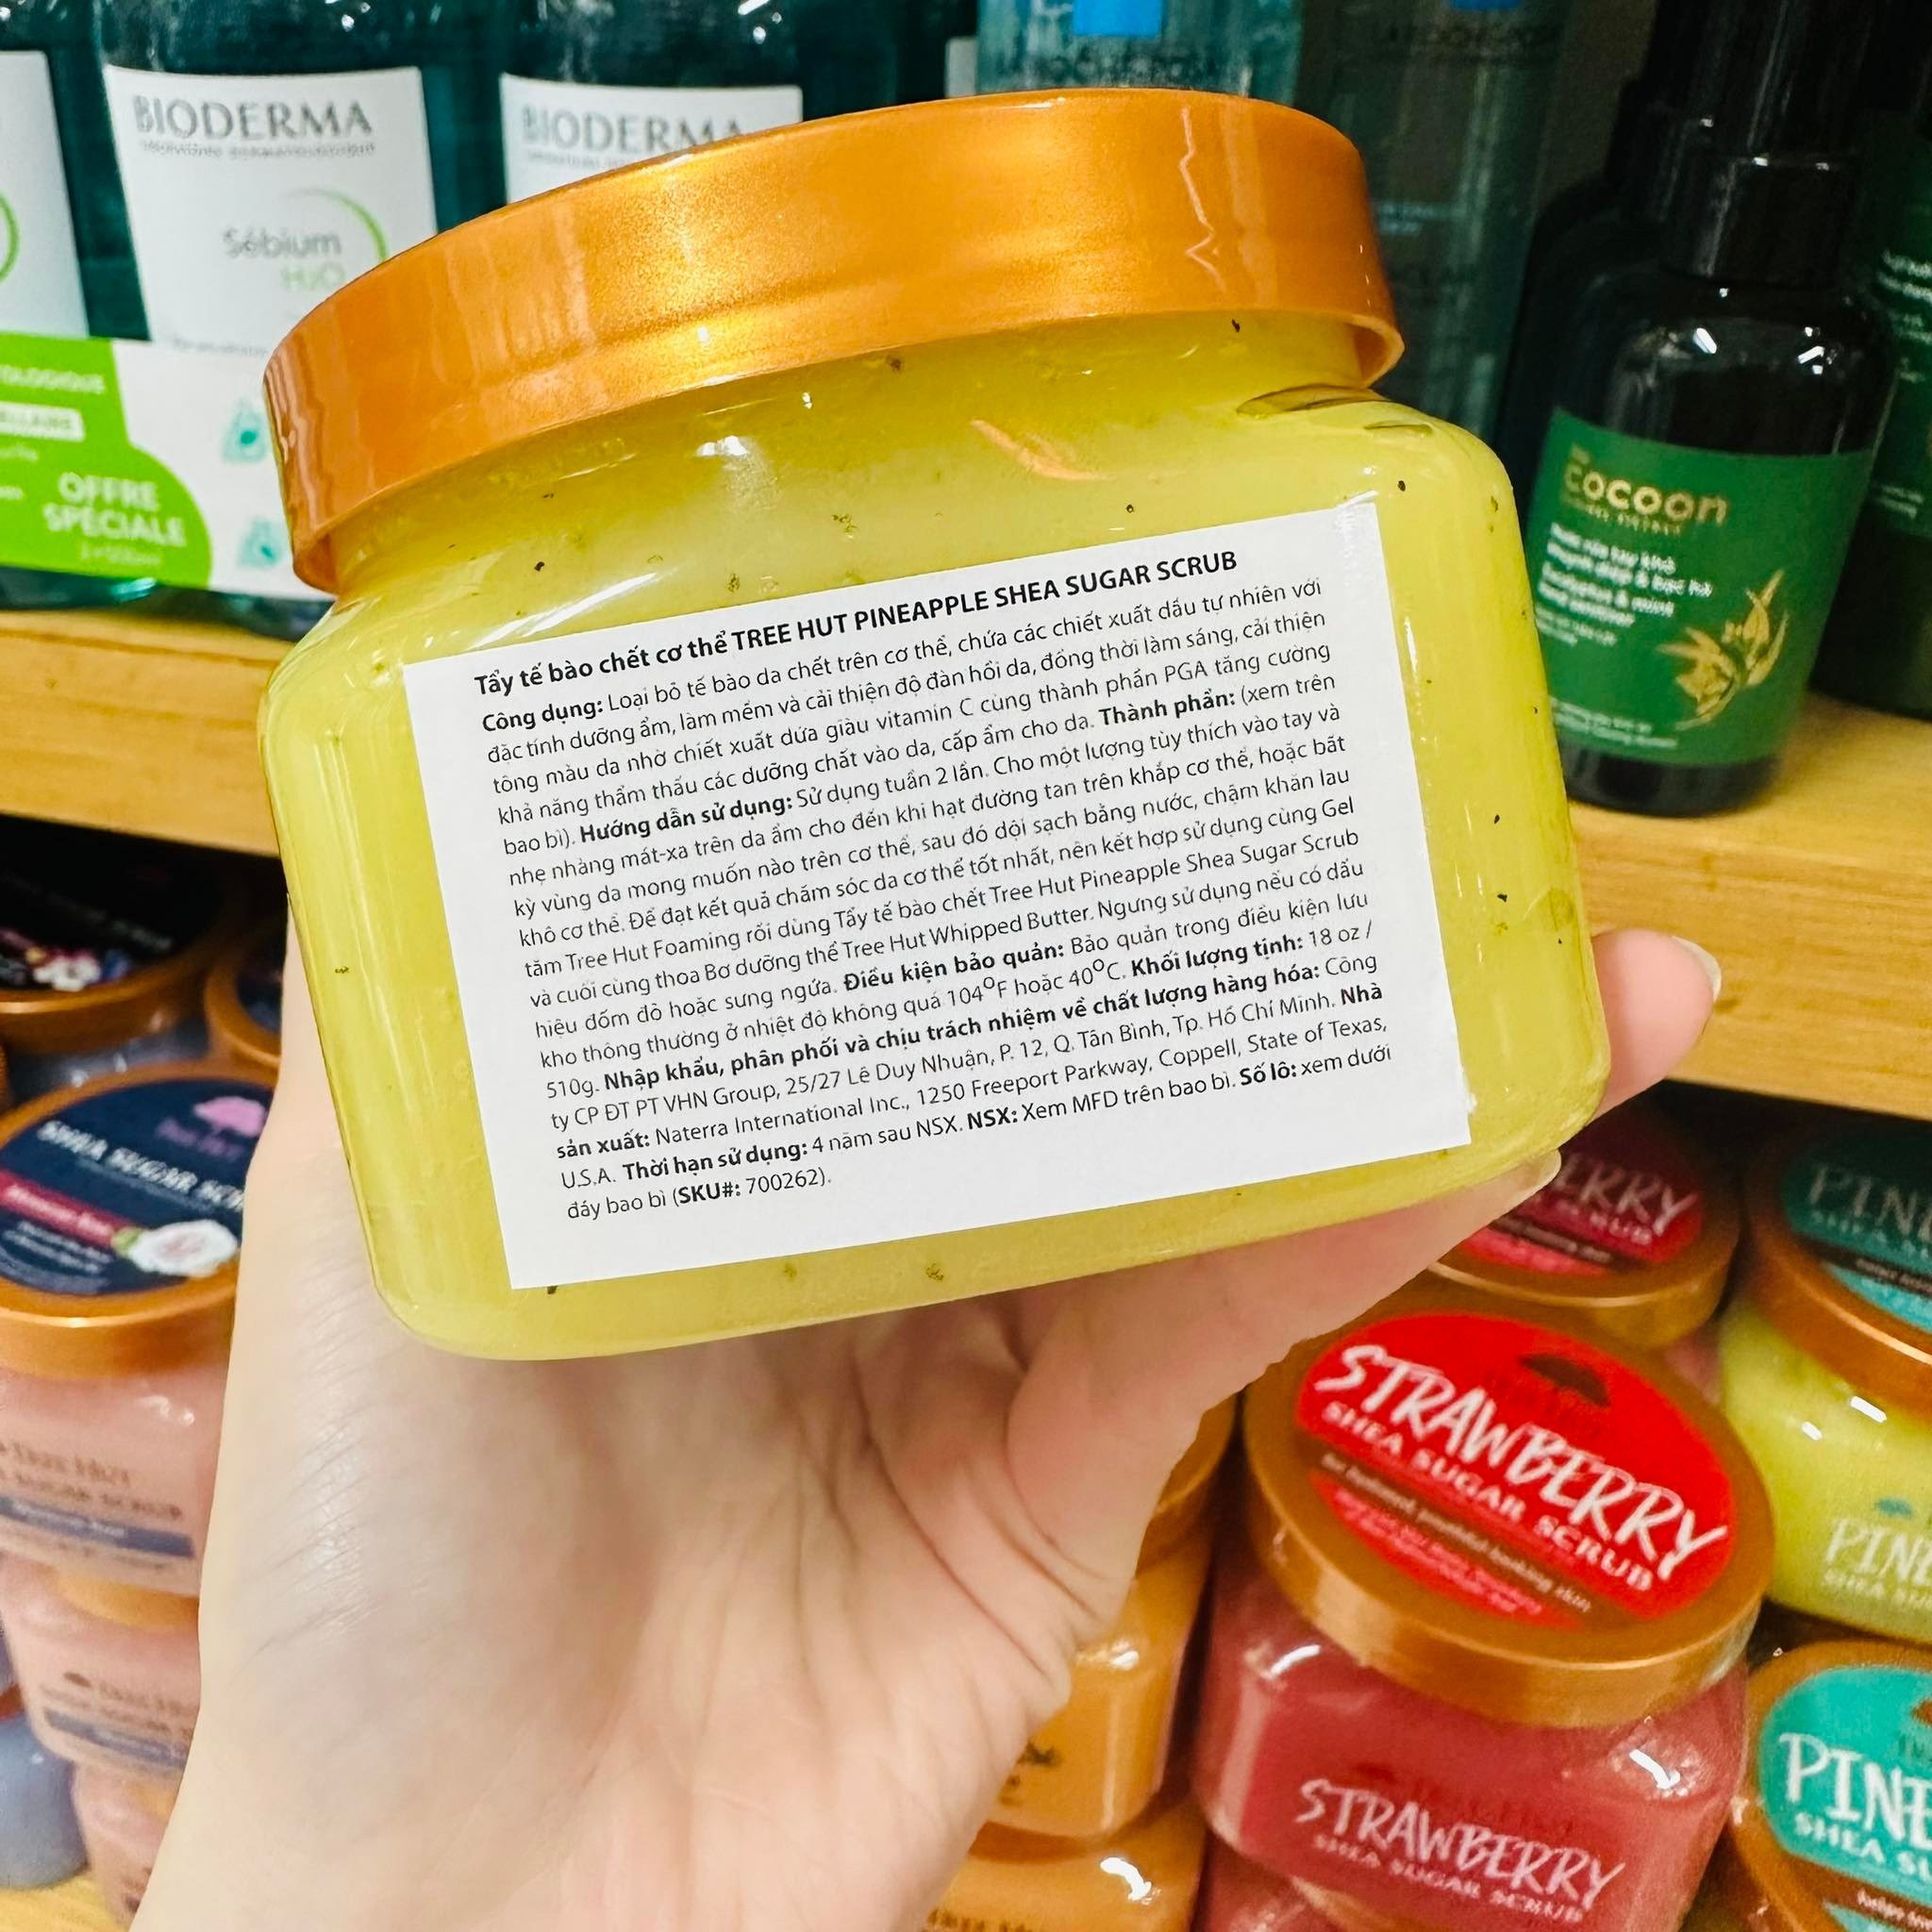 BIODERMA
BIODERMA
Sébium
H2O
OFFRE
SPÉCIALE
cocoon
Tẩy tế bào chết cơ thể TREE HUT PINEAPPLE SHEA SUGAR SCRUB
Công dụng: Loại bỏ tế bào da chết trên cơ thể, chứa các chiết xuất dầu tự nhiên với
đặc tính dưỡng ẩm, làm mềm và cải thiện độ đàn hồi da, đồng thời làm sáng, cải thiện
tông màu da nhờ chiết xuất dứa giàu vitamin C cùng thành phần PGA tăng cường
khả năng thẩm thấu các dưỡng chất vào da, cấp ẩm cho da. Thành phần: (xem trên
bao bì). Hướng dẫn sử dụng: Sử dụng tuần 2 lần. Cho một lượng tùy thích vào tay và
nhẹ nhàng mát-xa trên da ẩm cho đến khi hạt đường tan trên khắp cơ thể, hoặc bất
kỳ vùng da mong muốn nào trên cơ thể, sau đó dội sạch bằng nước, chậm khăn lau
khô cơ thể. Để đạt kết quả chăm sóc da cơ thể tốt nhất, nên kết hợp sử dụng cùng Gel
tắm Tree Hut Foaming rồi dùng Tẩy tế bào chết Tree Hut Pineapple Shea Sugar Scrub
và cuối cùng thoa Bơ dưỡng thể Tree Hut Whipped Butter. Ngưng sử dụng nếu có dấu
hiệu đốm đỏ hoặc sưng ngứa. Điều kiện bảo quản: Bảo quản trong điều kiện lưu
kho thông thường ở nhiệt độ không quá 104°F hoặc 40°C. Khối lượng tịnh: 18 oz /
510g. Nhập khẩu, phân phối và chịu trách nhiệm về chất lượng hàng hóa: Công
ty CP ĐT PT VHN Group, 25/27 Lê Duy Nhuận, P. 12, Q. Tân Bình, Tp. Hồ Chí Minh. Nhà
sản xuất: Naterra International Inc., 1250 Freeport Parkway, Coppell, State of Texas,
U.S.A. Thời hạn sử dụng: 4 năm sau NSX. NSX: Xem MFD trên bao bì. Số lô: xem dưới
đáy bao bì (SKU#: 700262).
SHEA SUGAR
STRAWBERRY
SHEA SUGAR SCRUB
STRAWBERRY
SHEA SUGAR SCRUB